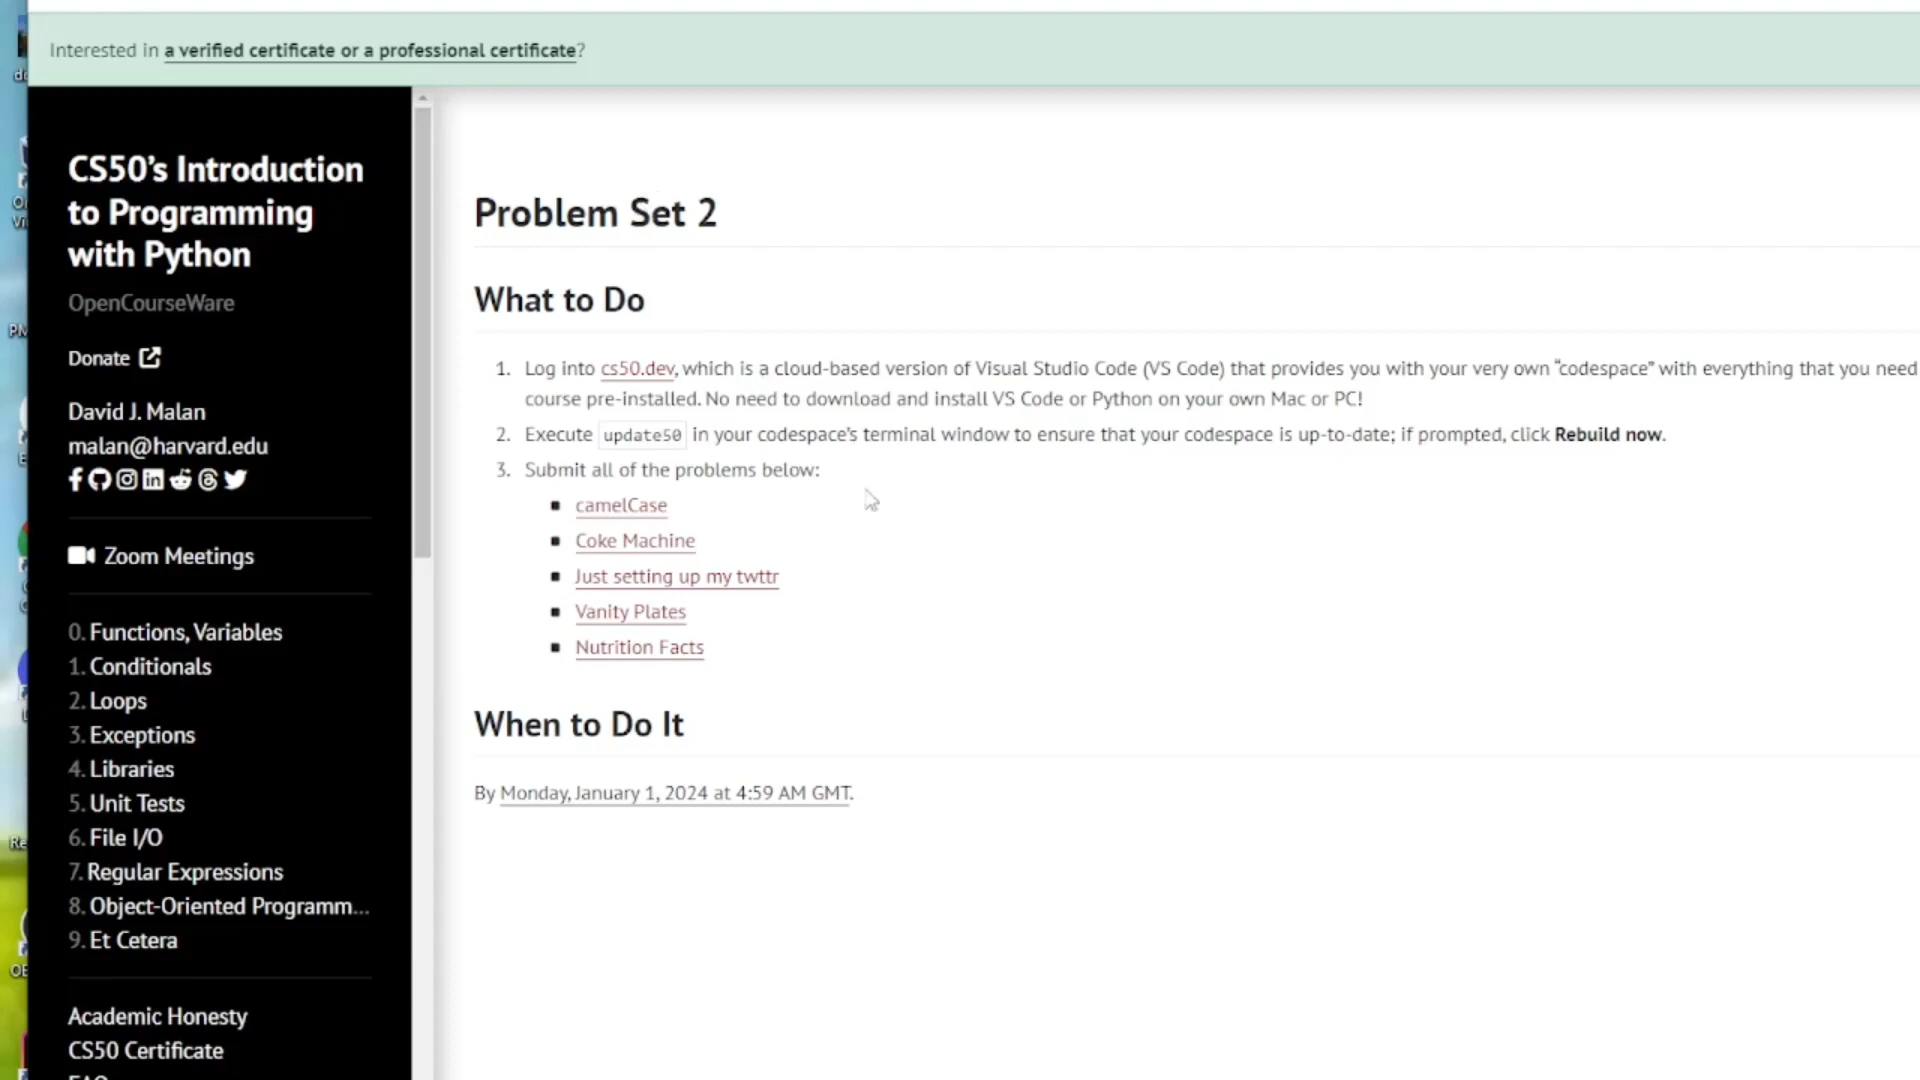 Interested in a verified certificate or a professional certificate?
CS50’s Introduction
to Programming
with Python
OpenCourseWare
Donate
David J. Malan
malan@harvard.edu
Zoom Meetings
0. Functions, Variables
1. Conditionals
2. Loops
3. Exceptions
4. Libraries
5. Unit Tests
6. File I/O
7. Regular Expressions
8. Object-Oriented Programm...
9. Et Cetera
Academic Honesty
CS50 Certificate
FAQ
Problem Set 2
What to Do
1. Log into cs50.dev, which is a cloud-based version of Visual Studio Code (VS Code) that provides you with your very own “codespace” with everything that you need
course pre-installed. No need to download and install VS Code or Python on your own Mac or PC!
2. Execute update50 in your codespace’s terminal window to ensure that your codespace is up-to-date; if prompted, click Rebuild now.
3. Submit all of the problems below:
camelCase
Coke Machine
Just setting up my twttr
Vanity Plates
Nutrition Facts
When to Do It
By Monday, January 1, 2024 at 4:59 AM GMT.